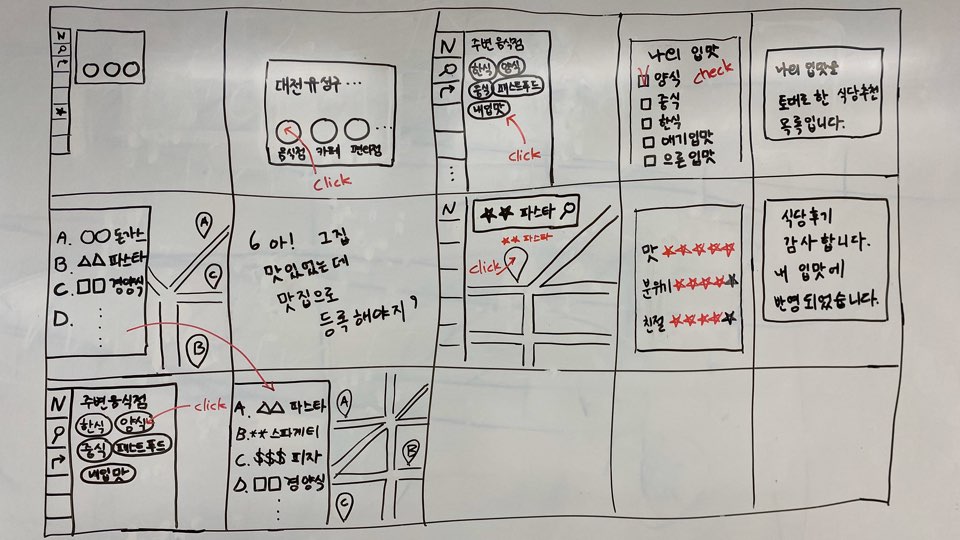 N
대전 유성구...
음식점 카페 편의점 ...
click
N
주변 음식점
한식 양식
중식 패스트푸드
내입맛
click
나의 입맛
양식 check
중식
한식
애기입맛
으른입맛
나의 입맛을
토대로 한 식당추천
목록입니다.
A. ○○ 돈가스
B. △△ 파스타
C. □□ 경양식
D.
A
C
B
6 아! 그집
맛있었는데
맛집으로
등록해야지 9
N
★★ 파스타
★★ 파스타
click
맛 ★★★★★
분위기 ★★★★★
친절 ★★★★★
식당후기
감사합니다.
내 입맛에
반영되었습니다.
N
주변음식점
한식 양식
click
중식 패스트푸드
내입맛
A. △△ 파스타
B. ** 스파게티
C. $$$ 피자
D. □□ 경양식
A
B
C